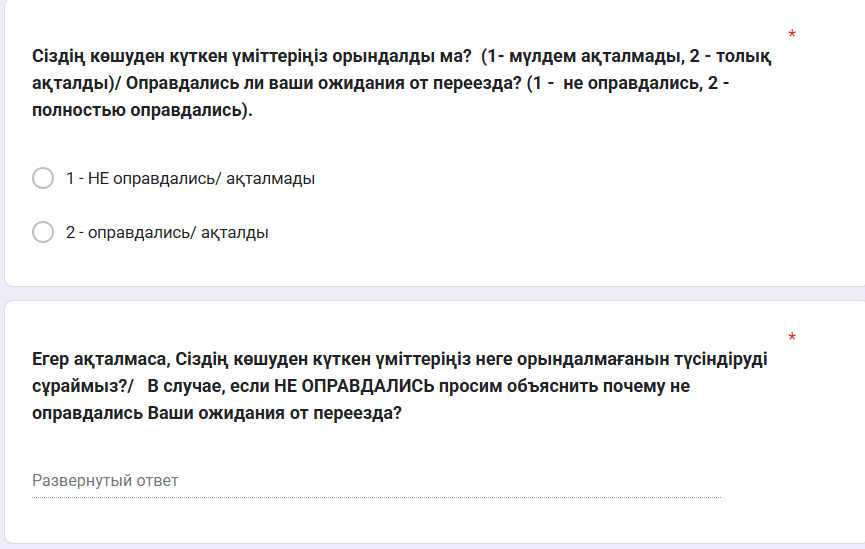 *
Сіздің көшуден күткен үміттеріңіз орындалды ма?  (1- мүлдем ақталмады, 2 - толық
ақталды)/ Оправдались ли ваши ожидания от переезда? (1 -  не оправдались, 2 -
полностью оправдались).
1 - НЕ оправдались/ ақталмады
2 - оправдались/ ақталды
*
Егер ақталмаса, Сіздің көшуден күткен үміттеріңіз неге орындалмағанын түсіндіруді
сұраймыз?/   В случае, если НЕ ОПРАВДАЛИСЬ просим объяснить почему не
оправдались Ваши ожидания от переезда?
Развернутый ответ